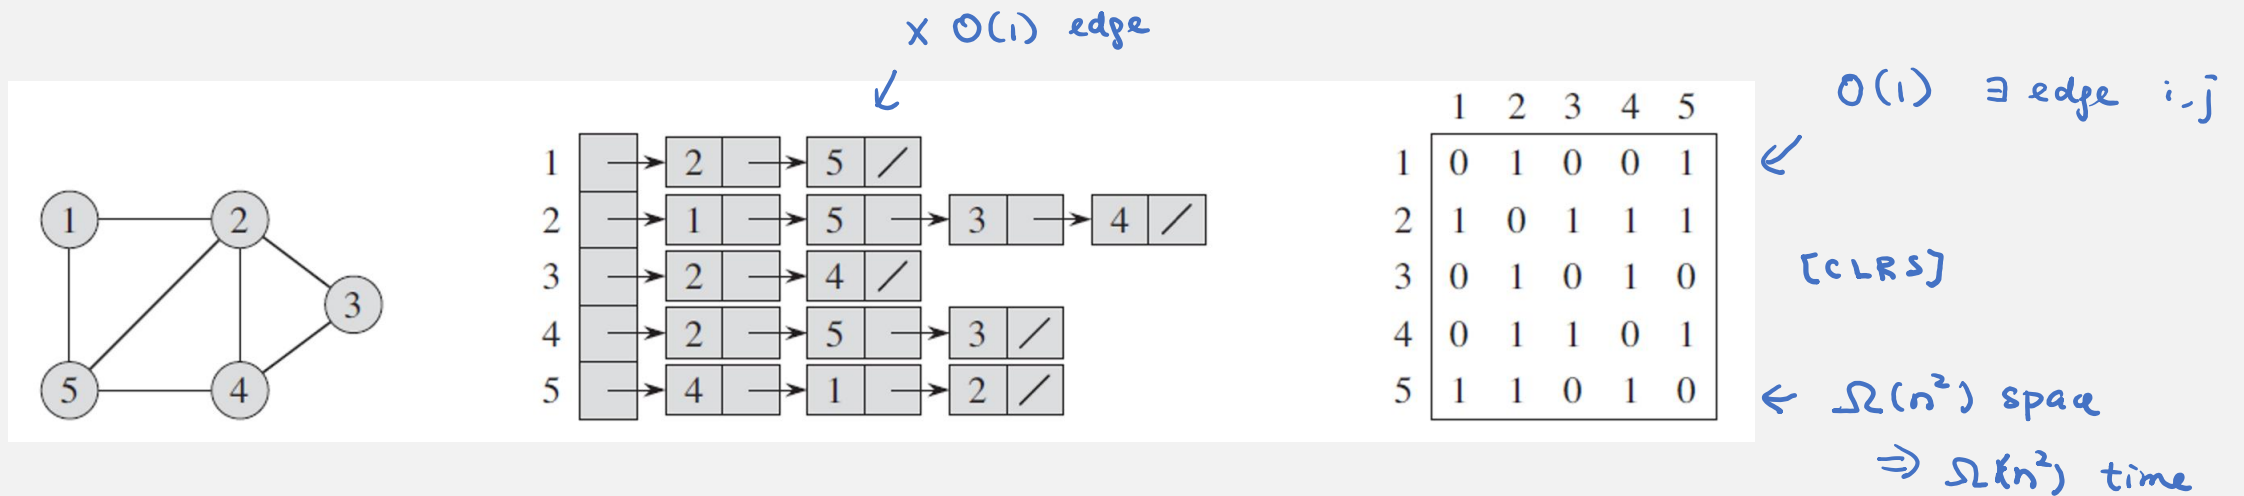 x O(1) edge
O(1) ∃ edge i,j
1 2 3 4 5
1 2 5 /
2 1 5 3 4 /
3 2 4 /
4 2 5 3 /
5 4 1 2 /
1 2
3
5 4
1 0 1 0 0 1
2 1 0 1 1 1
3 0 1 0 1 0
4 0 1 1 0 1
5 1 1 0 1 0
[CLRS]
← Ω(n²) space
⇒ Ω(n²) time